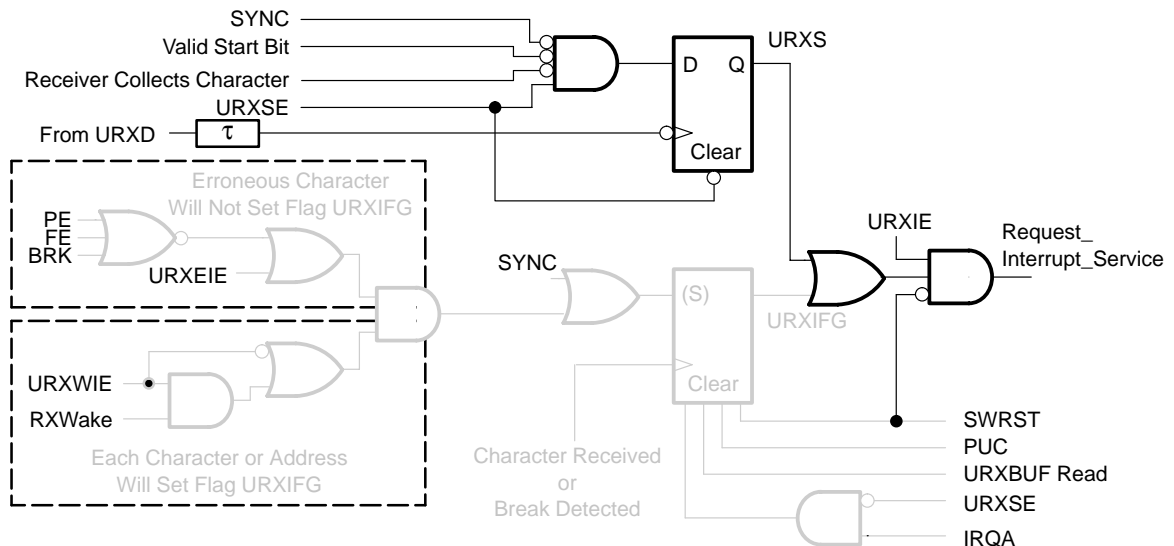 SYNC
Valid Start Bit
Receiver Collects Character
URXSE
From URXD
τ
D Q
Clear
URXS
Erroneous Character
Will Not Set Flag URXIFG
PE
FE
BRK
URXEIE
SYNC
(S)
Clear
URXIFG
URXIE
Request_
Interrupt_Service
URXWIE
RXWake
Each Character or Address
Will Set Flag URXIFG
Character Received
or
Break Detected
SWRST
PUC
URXBUF Read
URXSE
IRQA